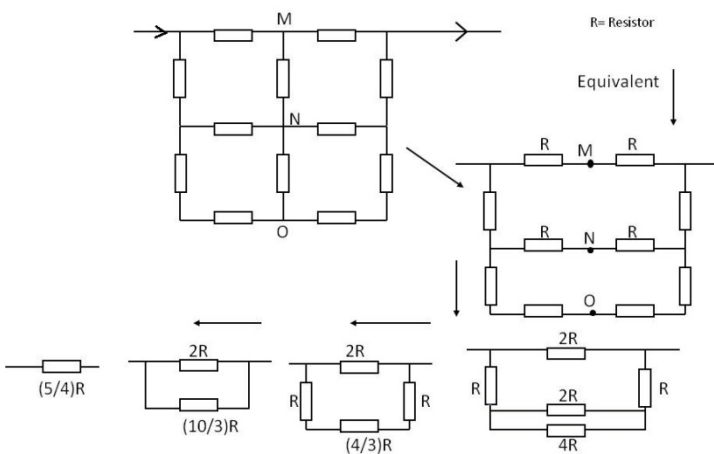 M
R= Resistor
Equivalent
N
O
M
R R
R N R
O
2R
R R
2R
4R
2R
R R
(4/3)R
2R
(10/3)R
(5/4)R